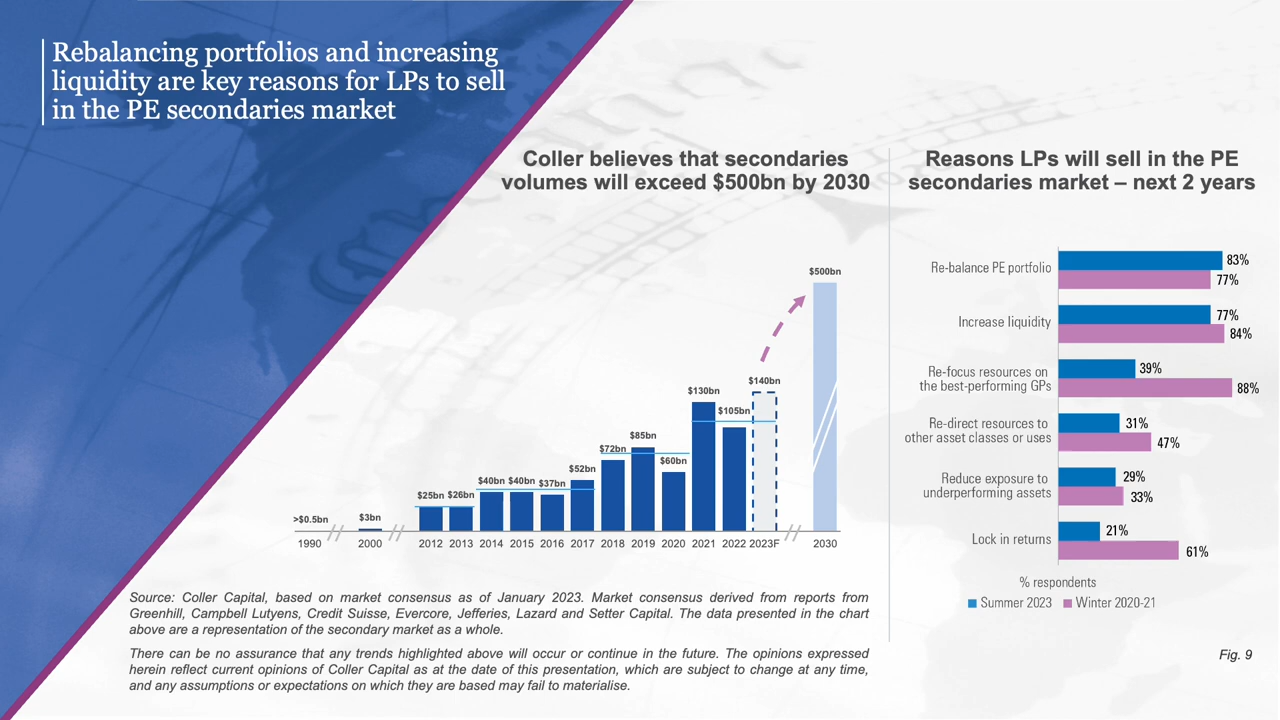 Rebalancing portfolios and increasing
liquidity are key reasons for LPs to sell
in the PE secondaries market
Coller believes that secondaries
volumes will exceed $500bn by 2030
>$0.5bn
$3bn
$25bn
$26bn
$40bn
$40bn
$37bn
$52bn
$72bn
$85bn
$60bn
$130bn
$105bn
$140bn
$500bn
1990
2000
2012
2013
2014
2015
2016
2017
2018
2019
2020
2021
2022
2023F
2030
Source: Coller Capital, based on market consensus as of January 2023. Market consensus derived from reports from
Greenhill, Campbell Lutyens, Credit Suisse, Evercore, Jefferies, Lazard and Setter Capital. The data presented in the chart
above are a representation of the secondary market as a whole.
There can be no assurance that any trends highlighted above will occur or continue in the future. The opinions expressed
herein reflect current opinions of Coller Capital as at the date of this presentation, which are subject to change at any time,
and any assumptions or expectations on which they are based may fail to materialise.
Reasons LPs will sell in the PE
secondaries market – next 2 years
Re-balance PE portfolio
83%
77%
Increase liquidity
77%
84%
Re-focus resources on
the best-performing GPs
39%
88%
Re-direct resources to
other asset classes or uses
31%
47%
Reduce exposure to
underperforming assets
29%
33%
Lock in returns
21%
61%
% respondents
Summer 2023
Winter 2020-21
Fig. 9